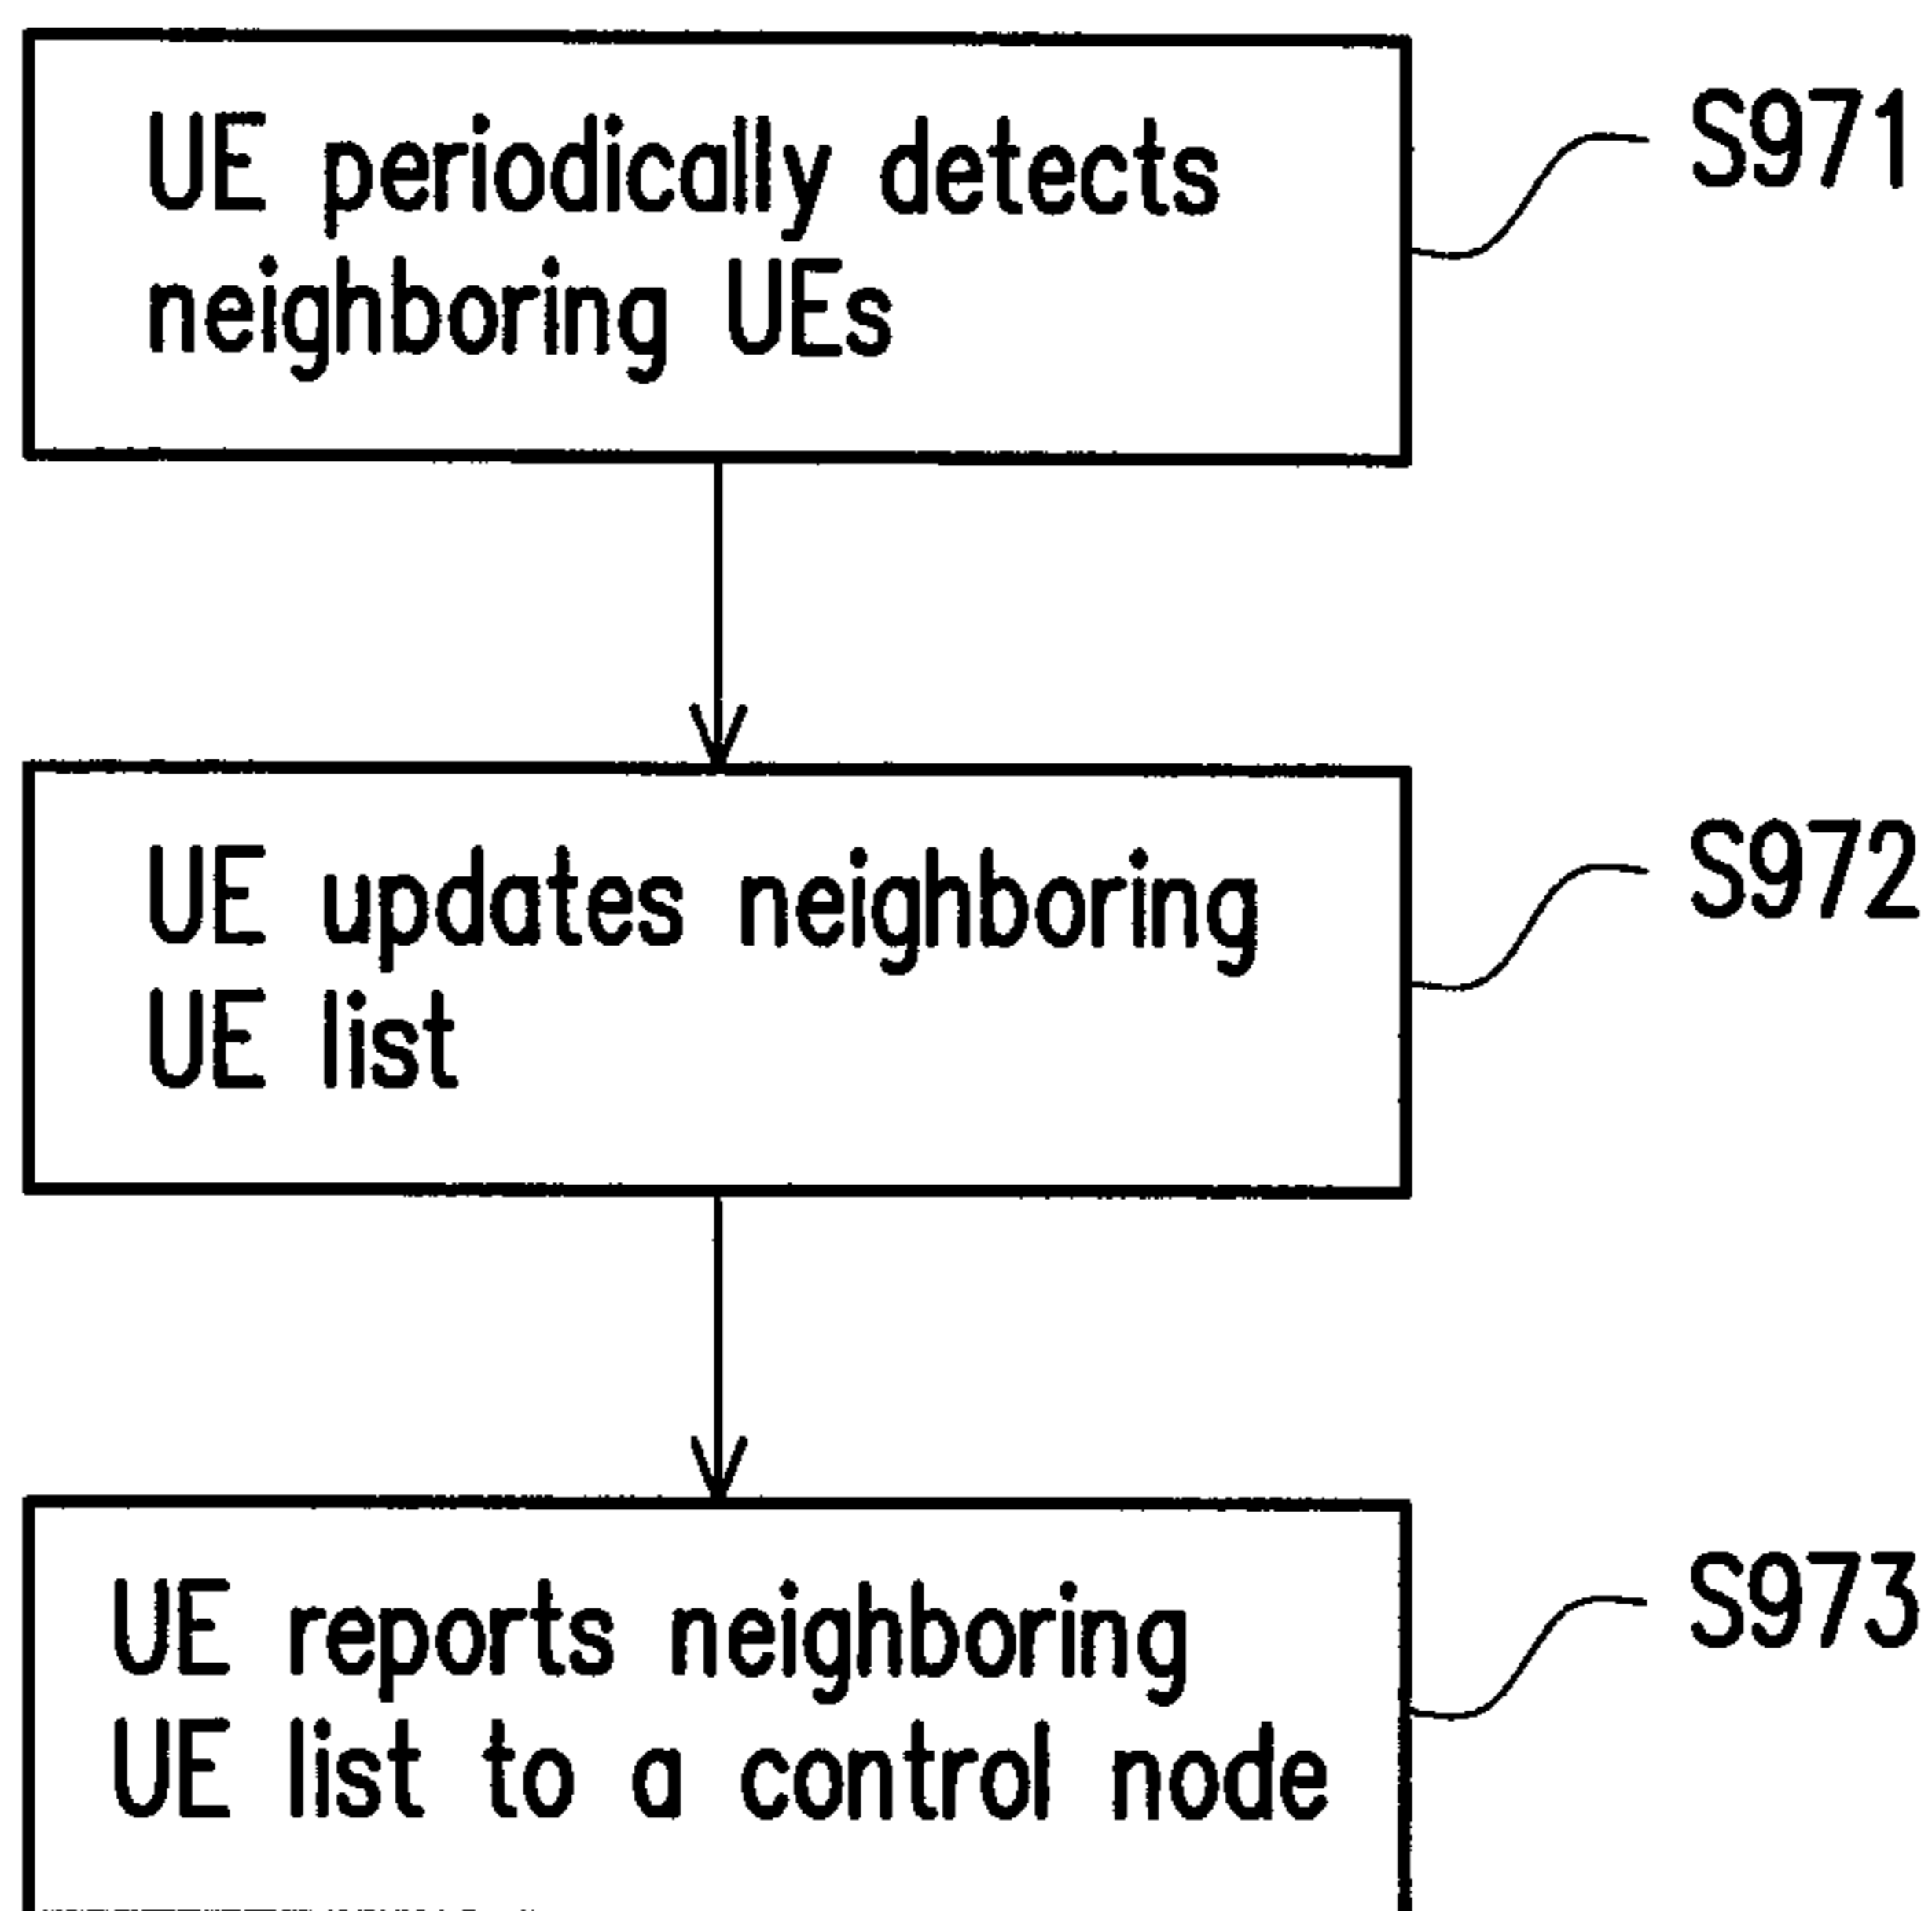 UE periodically detects
neighboring UEs
S971
UE updates neighboring
UE list
S972
UE reports neighboring
UE list to a control node
S973